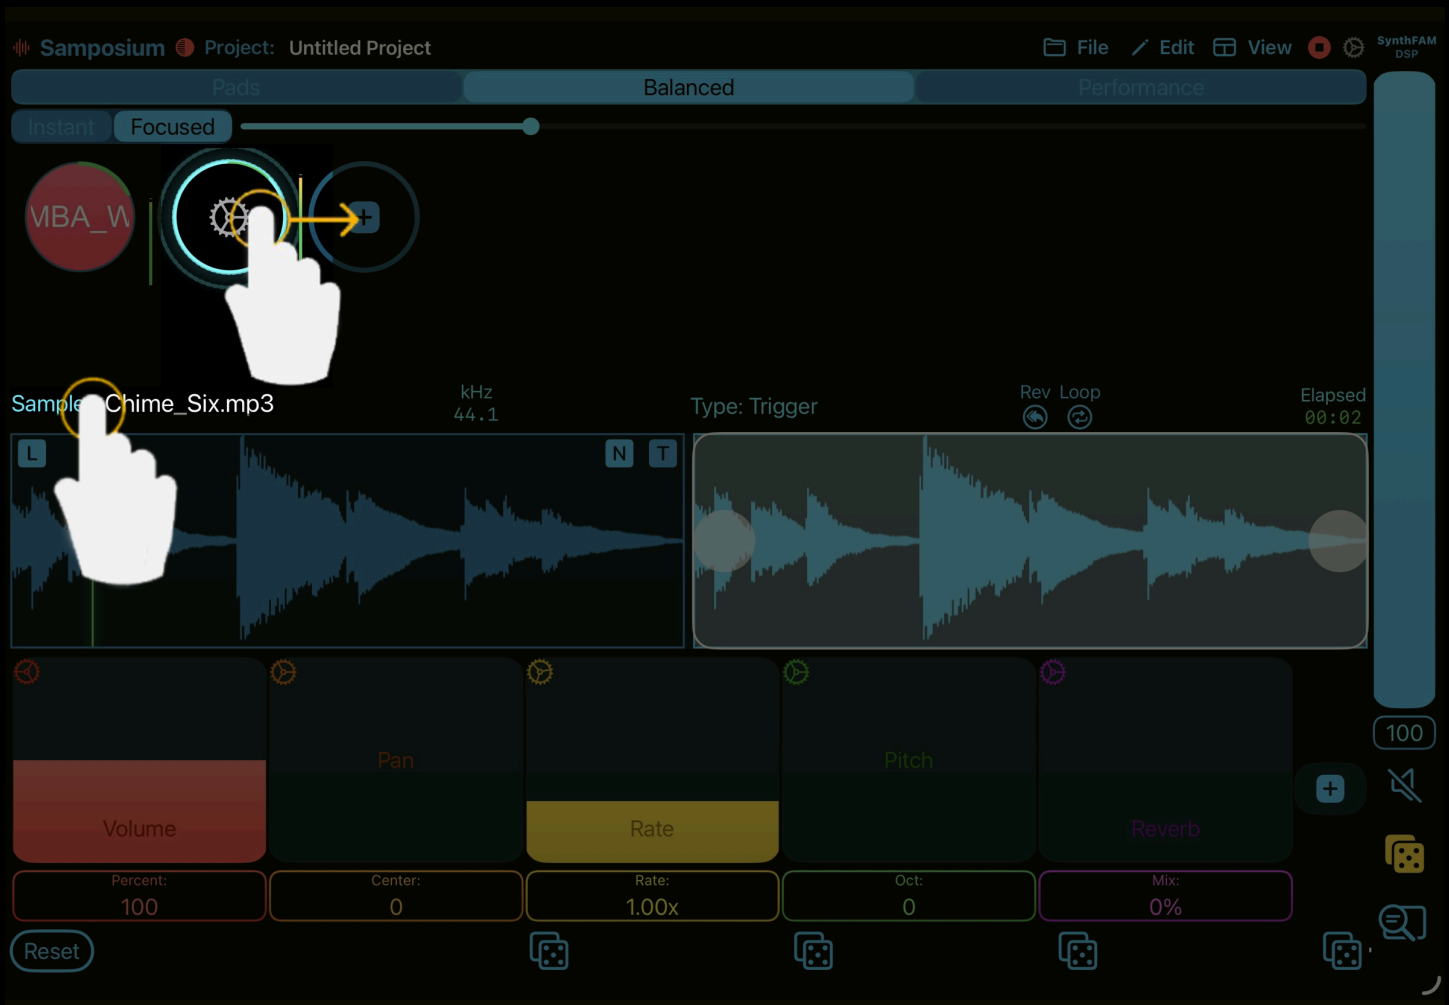 Samposium Project: Untitled Project File Edit View SynthFAM
DSP
Pads Balanced Performance
Instant Focused
MBA_W
kHz Rev Loop Elapsed
Sample Chime_Six.mp3 44.1 Type: Trigger 00:02
L N T
Pan Pitch
100
Volume Rate Reverb
Percent: Center: Rate: Oct: Mix:
100 0 1.00x 0 0%
Reset